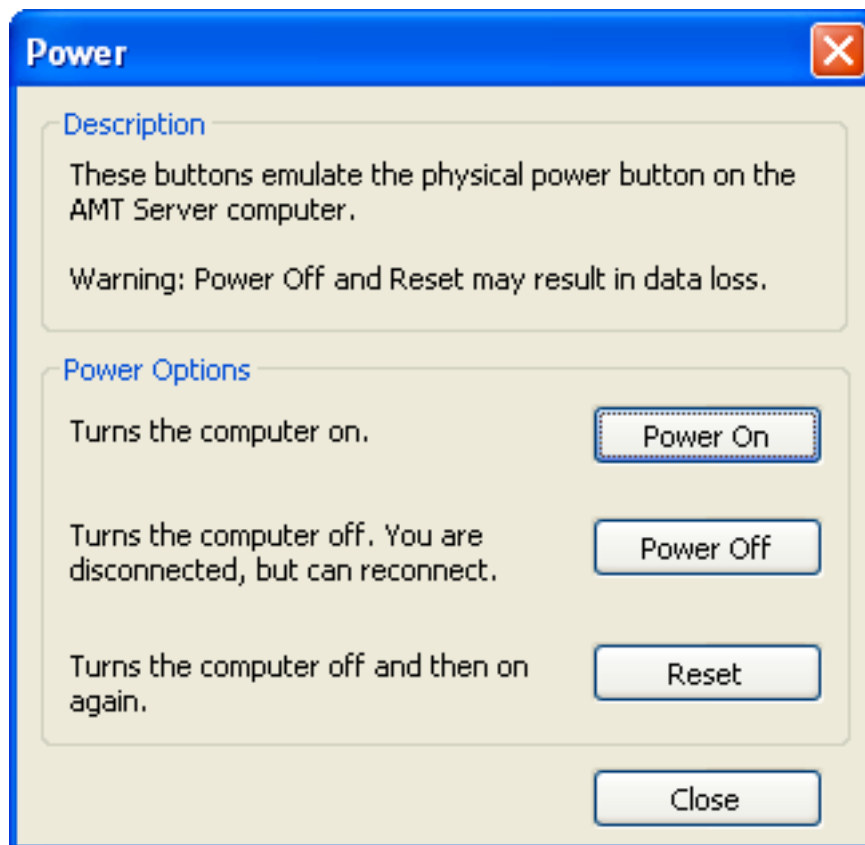 Power
Description
These buttons emulate the physical power button on the
AMT Server computer.
Warning: Power Off and Reset may result in data loss.
Power Options
Turns the computer on.
Power On
Turns the computer off. You are
disconnected, but can reconnect.
Power Off
Turns the computer off and then on
again.
Reset
Close